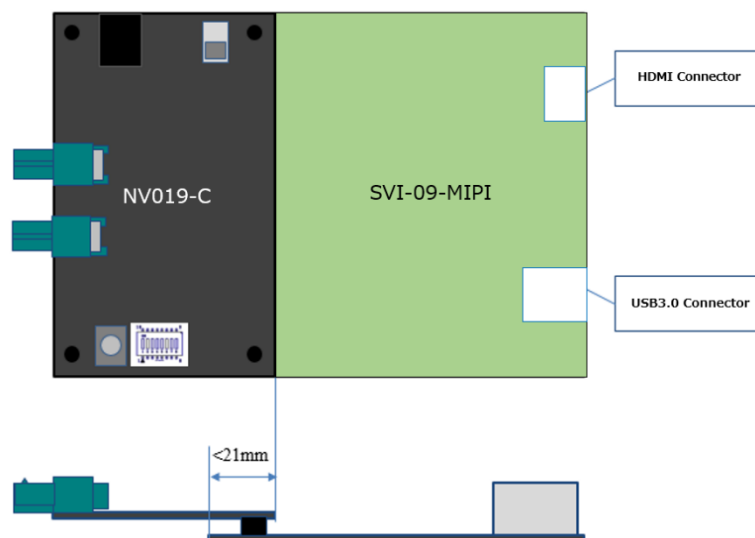 HDMI Connector
NV019-C
SVI-09-MIPI
USB3.0 Connector
<21mm